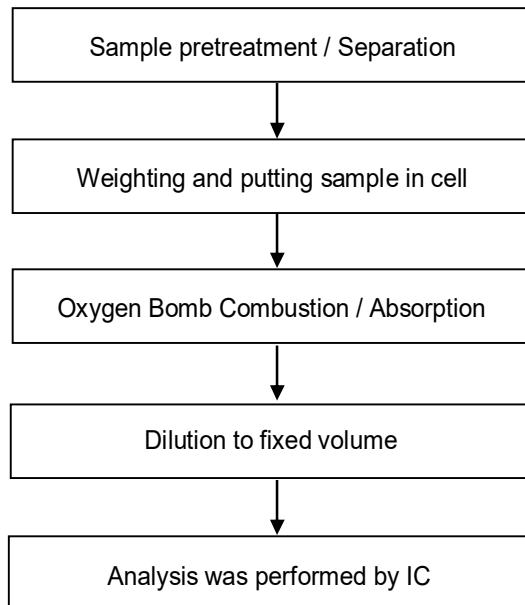 Sample pretreatment / Separation
Weighting and putting sample in cell
Oxygen Bomb Combustion / Absorption
Dilution to fixed volume
Analysis was performed by IC